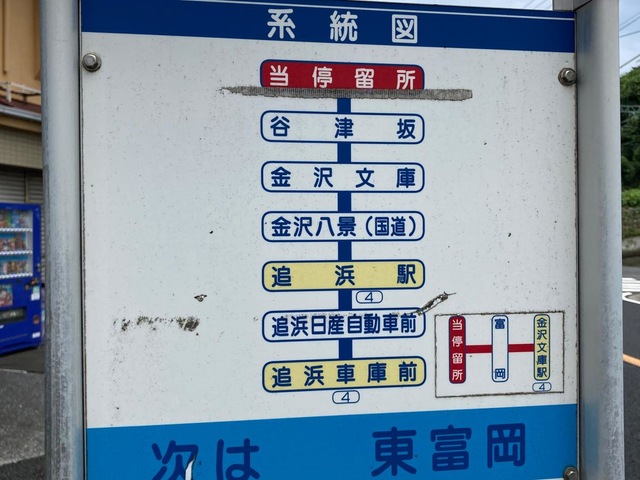 系統図
当停留所
谷津坂
金沢文庫
金沢八景(国道)
追浜駅
4
追浜日産自動車前
追浜車庫前
4
当停留所
富岡
金沢文庫駅
4
次は 東富岡